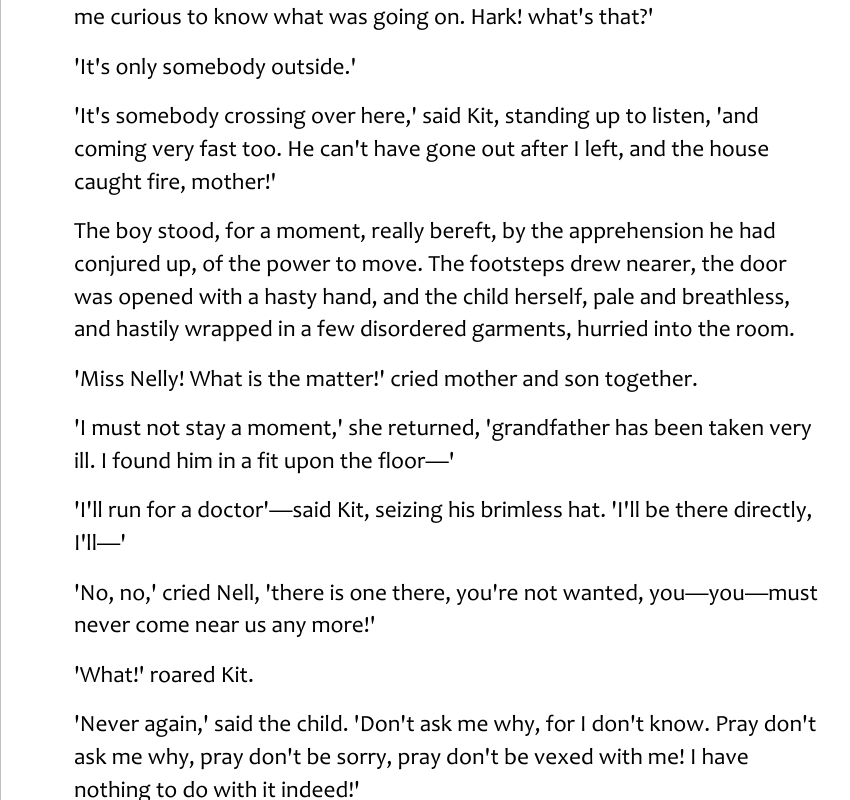 me curious to know what was going on. Hark! what's that?'
'It's only somebody outside.'
'It's somebody crossing over here,' said Kit, standing up to listen, 'and
coming very fast too. He can't have gone out after I left, and the house
caught fire, mother!'
The boy stood, for a moment, really bereft, by the apprehension he had
conjured up, of the power to move. The footsteps drew nearer, the door
was opened with a hasty hand, and the child herself, pale and breathless,
and hastily wrapped in a few disordered garments, hurried into the room.
'Miss Nelly! What is the matter!' cried mother and son together.
'I must not stay a moment,' she returned, 'grandfather has been taken very
ill. I found him in a fit upon the floor—'
'I'll run for a doctor'—said Kit, seizing his brimless hat. 'I'll be there directly,
I'll—'
'No, no,' cried Nell, 'there is one there, you're not wanted, you—you—must
never come near us any more!'
'What!' roared Kit.
'Never again,' said the child. 'Don't ask me why, for I don't know. Pray don't
ask me why, pray don't be sorry, pray don't be vexed with me! I have
nothing to do with it indeed!'